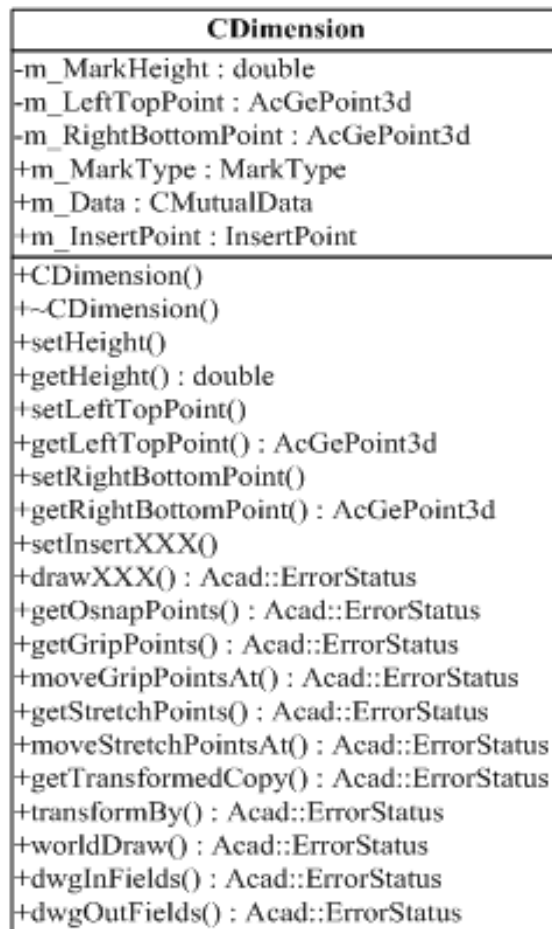 CDimension
-m_MarkHeight : double
-m_LeftTopPoint : AcGePoint3d
-m_RightBottomPoint : AcGePoint3d
+m_MarkType : MarkType
+m_Data : CMutualData
+m_InsertPoint : InsertPoint
+CDimension()
+~CDimension()
+setHeight()
+getHeight() : double
+setLeftTopPoint()
+getLeftTopPoint() : AcGePoint3d
+setRightBottomPoint()
+getRightBottomPoint() : AcGePoint3d
+setInsertXXX()
+drawXXX() : Acad::ErrorStatus
+getOsnapPoints() : Acad::ErrorStatus
+getGripPoints() : Acad::ErrorStatus
+moveGripPointsAt() : Acad::ErrorStatus
+getStretchPoints() : Acad::ErrorStatus
+moveStretchPointsAt() : Acad::ErrorStatus
+getTransformedCopy() : Acad::ErrorStatus
+transformBy() : Acad::ErrorStatus
+worldDraw() : Acad::ErrorStatus
+dwgInFields() : Acad::ErrorStatus
+dwgOutFields() : Acad::ErrorStatus